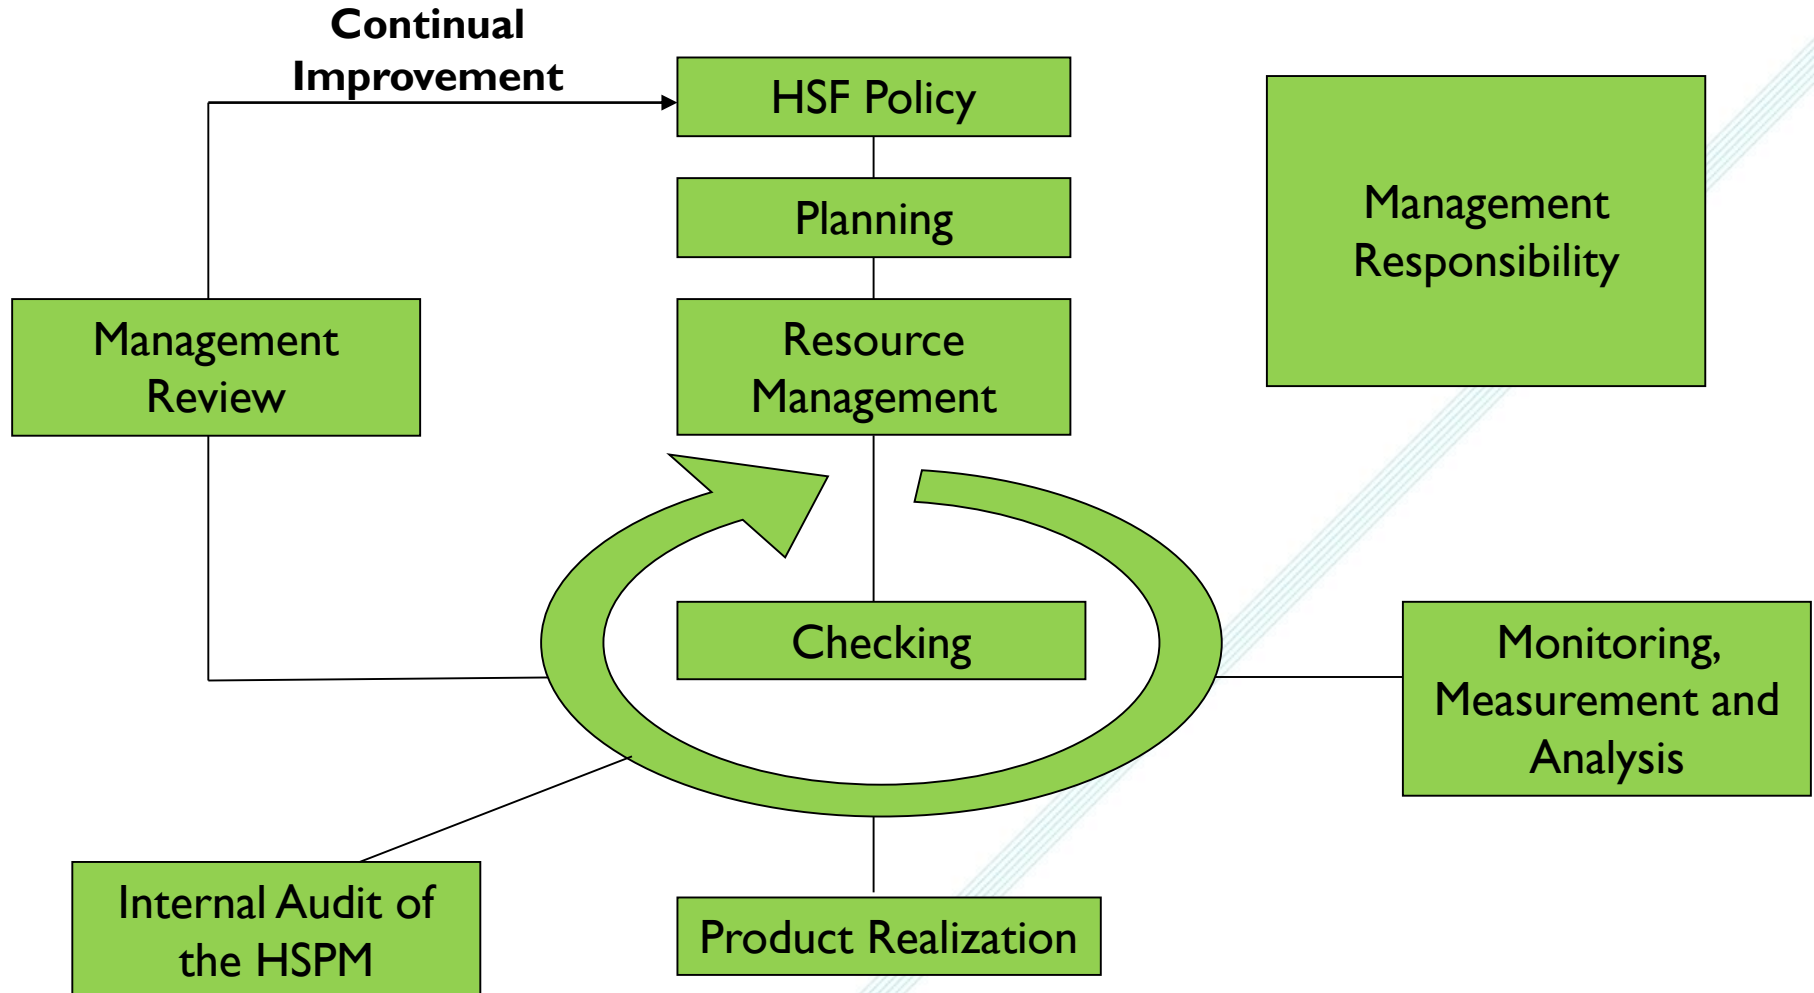 Continual
Improvement
HSF Policy
Planning
Management
Responsibility
Management
Review
Resource
Management
Checking
Monitoring,
Measurement and
Analysis
Internal Audit of
the HSPM
Product Realization